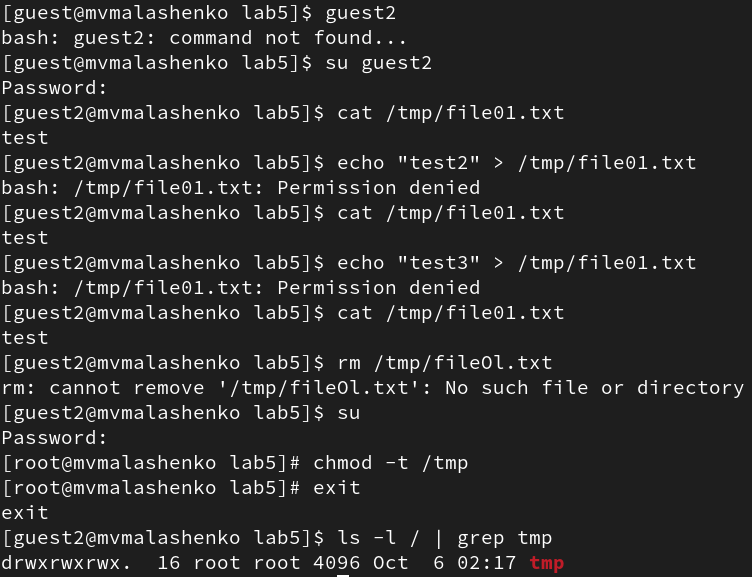 [guest@mvmalashenko lab5]$ guest2
bash: guest2: command not found...
[guest@mvmalashenko lab5]$ su guest2
Password:
[guest2@mvmalashenko lab5]$ cat /tmp/file01.txt
test
[guest2@mvmalashenko lab5]$ echo "test2" > /tmp/file01.txt
bash: /tmp/file01.txt: Permission denied
[guest2@mvmalashenko lab5]$ cat /tmp/file01.txt
test
[guest2@mvmalashenko lab5]$ echo "test3" > /tmp/file01.txt
bash: /tmp/file01.txt: Permission denied
[guest2@mvmalashenko lab5]$ cat /tmp/file01.txt
test
[guest2@mvmalashenko lab5]$ rm /tmp/fileOl.txt
rm: cannot remove '/tmp/fileOl.txt': No such file or directory
[guest2@mvmalashenko lab5]$ su
Password:
[root@mvmalashenko lab5]# chmod -t /tmp
[root@mvmalashenko lab5]# exit
exit
[guest2@mvmalashenko lab5]$ ls -l / | grep tmp
drwxrwxrwx.  16 root root 4096 Oct  6 02:17 tmp